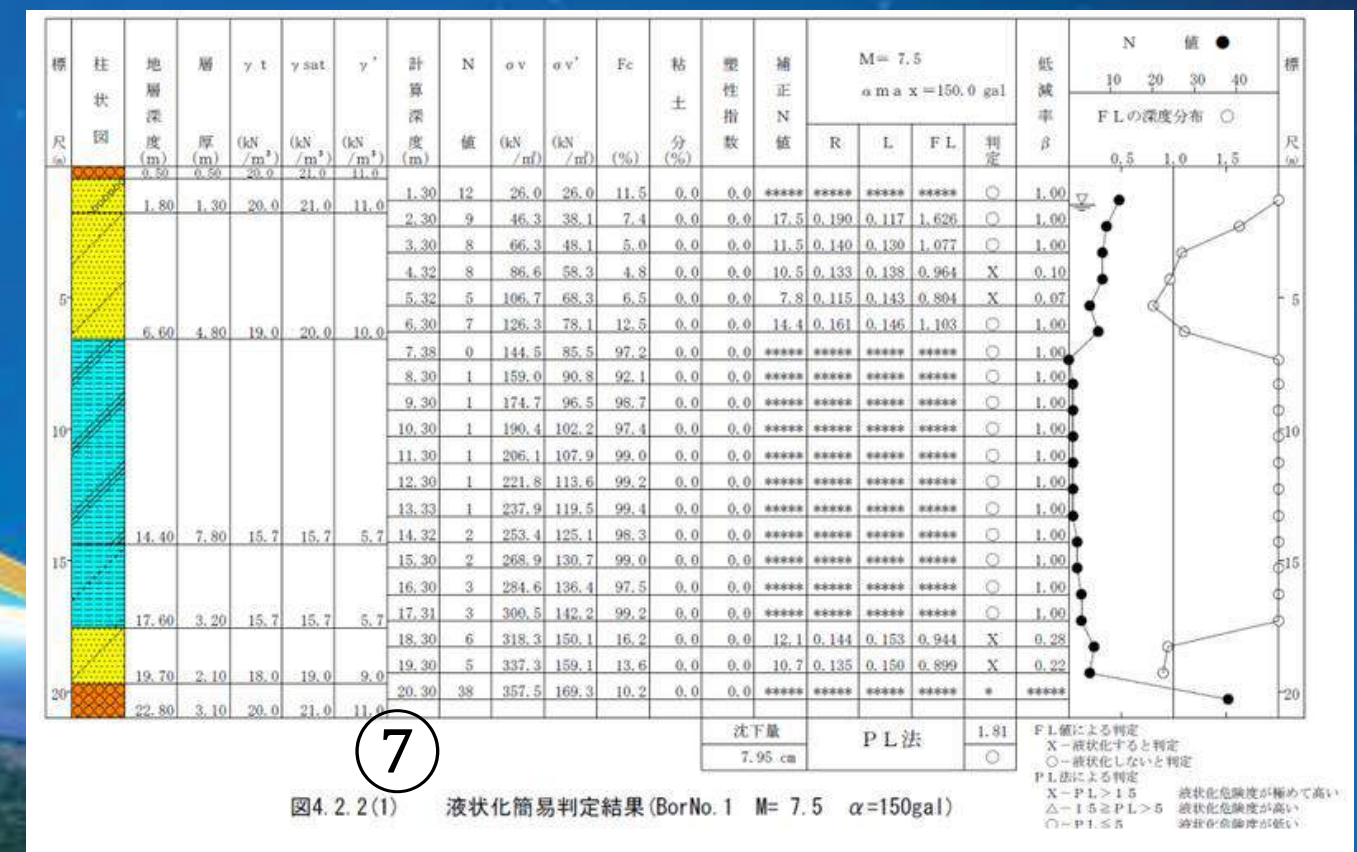 標尺(m) 柱状図 地層深度(m) 層厚(m) γt(kN/m³) γsat(kN/m³) γ'(kN/m³) 計算深度(m) N値 σv(kN/㎡) σv'(kN/㎡) Fc(%) 粘土分(%) 塑性指数 補正N値 M= 7.5 αmax=150.0 gal R L FL 判定 低減率β N値 ● 標尺(m)
10 20 30 40
FLの深度分布 ○
0.5 1.0 1.5
0.50 0.50 20.0 21.0 11.0
1.30 12 26.0 26.0 11.5 0.0 0.0 ***** ***** ***** ***** ○ 1.00
1.80 1.30 20.0 21.0 11.0
2.30 9 46.3 38.1 7.4 0.0 0.0 17.5 0.190 0.117 1.626 ○ 1.00
3.30 8 66.3 48.1 5.0 0.0 0.0 11.5 0.140 0.130 1.077 ○ 1.00
4.32 8 86.6 58.3 4.8 0.0 0.0 10.5 0.133 0.138 0.964 X 0.10
5 5.32 5 106.7 68.3 6.5 0.0 0.0 7.8 0.115 0.143 0.804 X 0.07 5
6.30 7 126.3 78.1 12.5 0.0 0.0 14.4 0.161 0.146 1.103 ○ 1.00
6.60 4.80 19.0 20.0 10.0
7.38 0 144.5 85.5 97.2 0.0 0.0 ***** ***** ***** ***** ○ 1.00
8.30 1 159.0 90.8 92.1 0.0 0.0 ***** ***** ***** ***** ○ 1.00
9.30 1 174.7 96.5 98.7 0.0 0.0 ***** ***** ***** ***** ○ 1.00
10 10.30 1 190.4 102.2 97.4 0.0 0.0 ***** ***** ***** ***** ○ 1.00 10
11.30 1 206.1 107.9 99.0 0.0 0.0 ***** ***** ***** ***** ○ 1.00
12.30 1 221.8 113.6 99.2 0.0 0.0 ***** ***** ***** ***** ○ 1.00
13.33 1 237.9 119.5 99.4 0.0 0.0 ***** ***** ***** ***** ○ 1.00
14.40 7.80 15.7 15.7 5.7 14.32 2 253.4 125.1 98.3 0.0 0.0 ***** ***** ***** ***** ○ 1.00
15 15.30 2 268.9 130.7 99.0 0.0 0.0 ***** ***** ***** ***** ○ 1.00 15
16.30 3 284.6 136.4 97.5 0.0 0.0 ***** ***** ***** ***** ○ 1.00
17.60 3.20 15.7 15.7 5.7 17.31 3 300.5 142.2 99.2 0.0 0.0 ***** ***** ***** ***** ○ 1.00
18.30 6 318.3 150.1 16.2 0.0 0.0 12.1 0.144 0.153 0.944 X 0.28
19.30 5 337.3 159.1 13.6 0.0 0.0 10.7 0.135 0.150 0.899 X 0.22
19.70 2.10 18.0 19.0 9.0
20 20.30 38 357.5 169.3 10.2 0.0 0.0 ***** ***** ***** ***** * ***** 20
22.80 3.10 20.0 21.0 11.0
沈下量 PL法 1.81
7.95 cm ○
FL値による判定
X－液状化すると判定
○－液状化しないと判定
PL法による判定
X－PL>15 液状化危険度が極めて高い
△－15≧PL>5 液状化危険度が高い
○－PL≦5 液状化危険度が低い
⑦
図4.2.2(1) 液状化簡易判定結果(BorNo.1 M= 7.5 α=150gal)